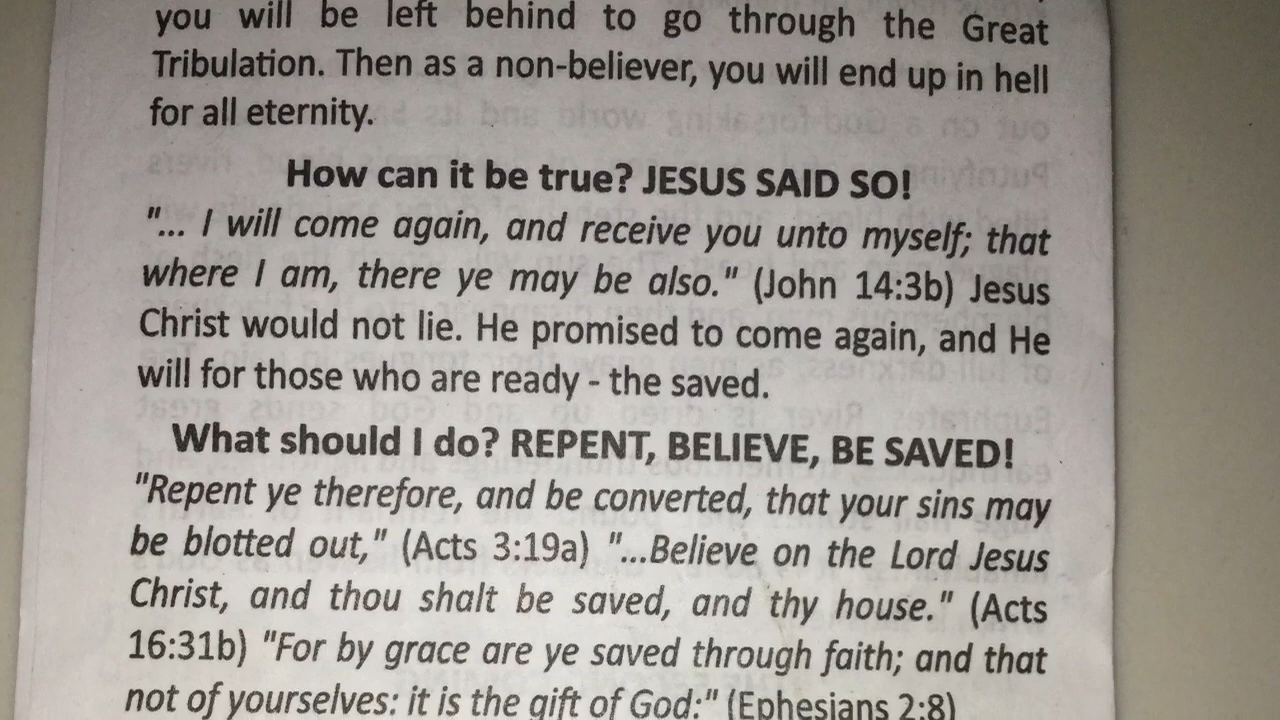 you will be left behind to go through the Great
Tribulation. Then as a non-believer, you will end up in hell
for all eternity.
How can it be true? JESUS SAID SO!
"... I will come again, and receive you unto myself; that
where I am, there ye may be also." (John 14:3b) Jesus
Christ would not lie. He promised to come again, and He
will for those who are ready - the saved.
What should I do? REPENT, BELIEVE, BE SAVED!
"Repent ye therefore, and be converted, that your sins may
be blotted out," (Acts 3:19a) "...Believe on the Lord Jesus
Christ, and thou shalt be saved, and thy house." (Acts
16:31b) "For by grace are ye saved through faith; and that
not of yourselves: it is the gift of God:" (Ephesians 2:8)